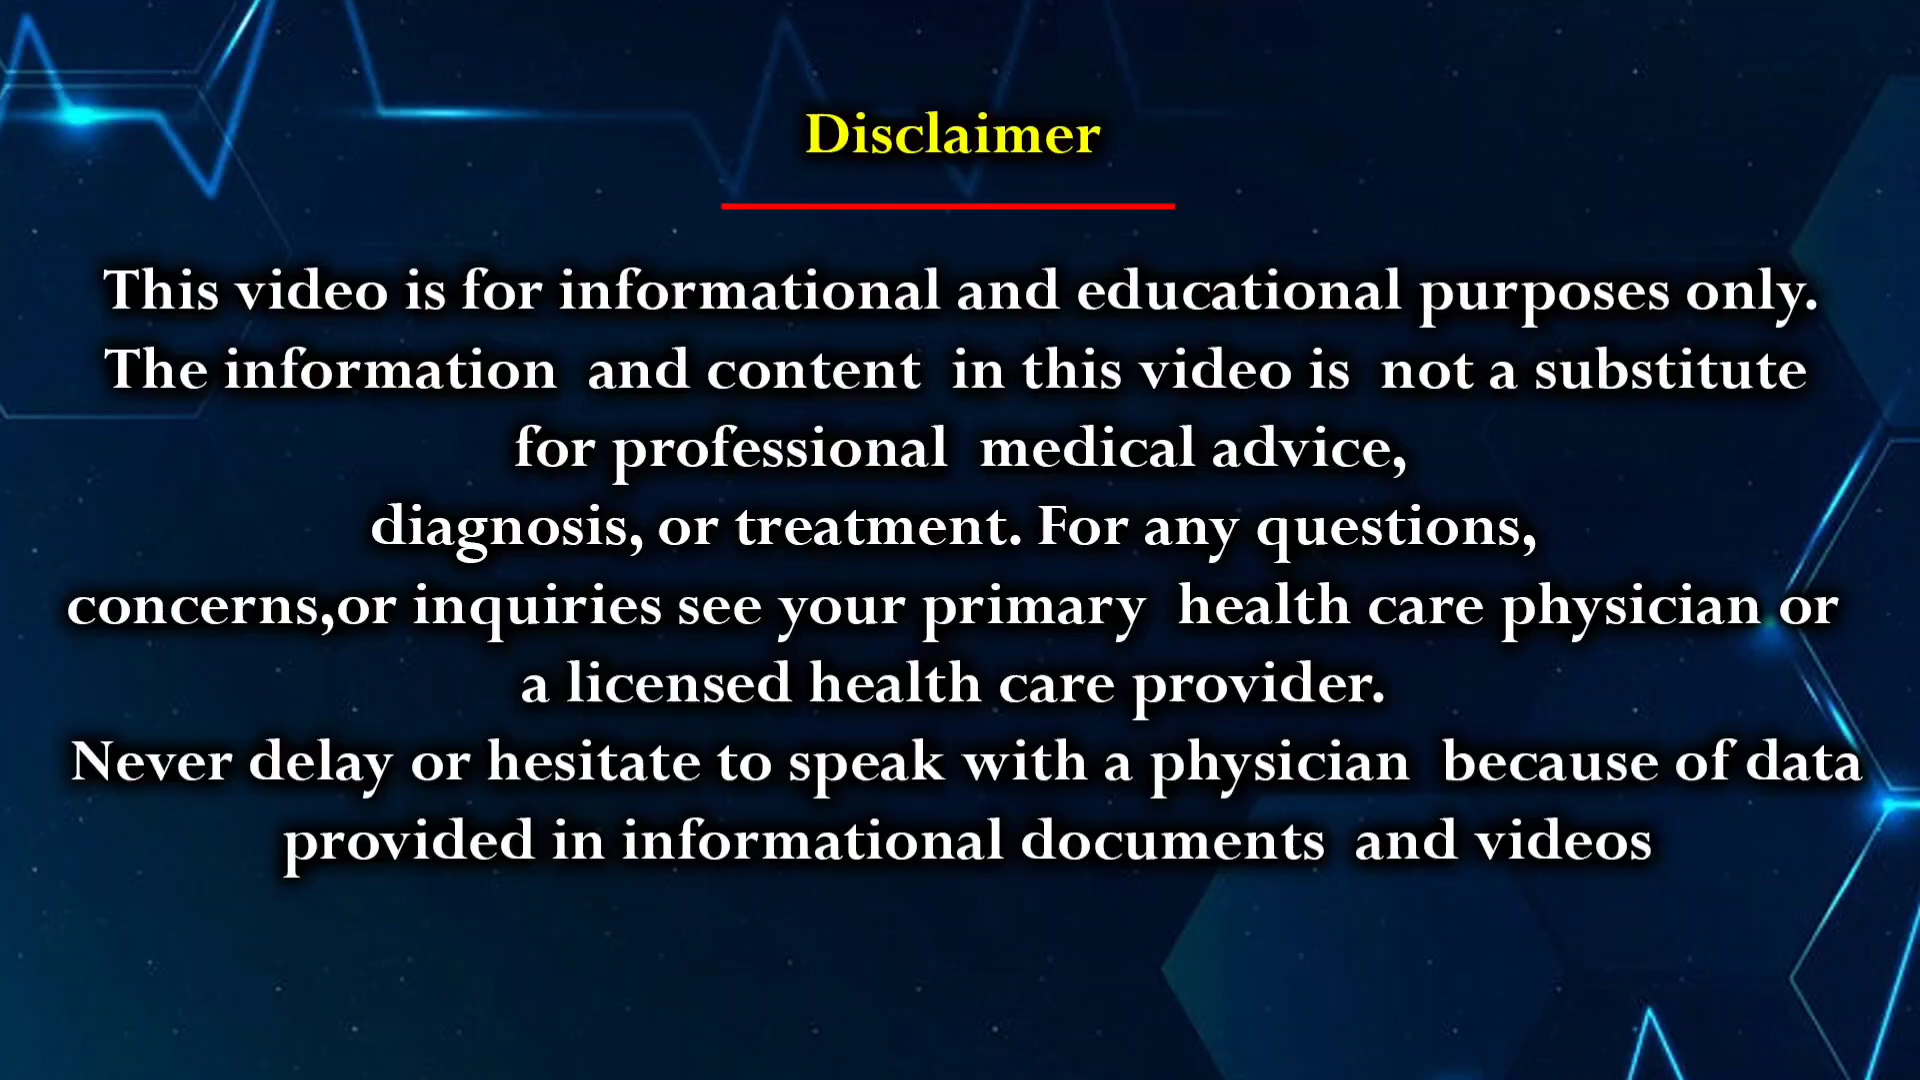 Disclaimer
This video is for informational and educational purposes only.
The information and content in this video is not a substitute
for professional medical advice,
diagnosis, or treatment. For any questions,
concerns,or inquiries see your primary health care physician or
a licensed health care provider.
Never delay or hesitate to speak with a physician because of data
provided in informational documents and videos